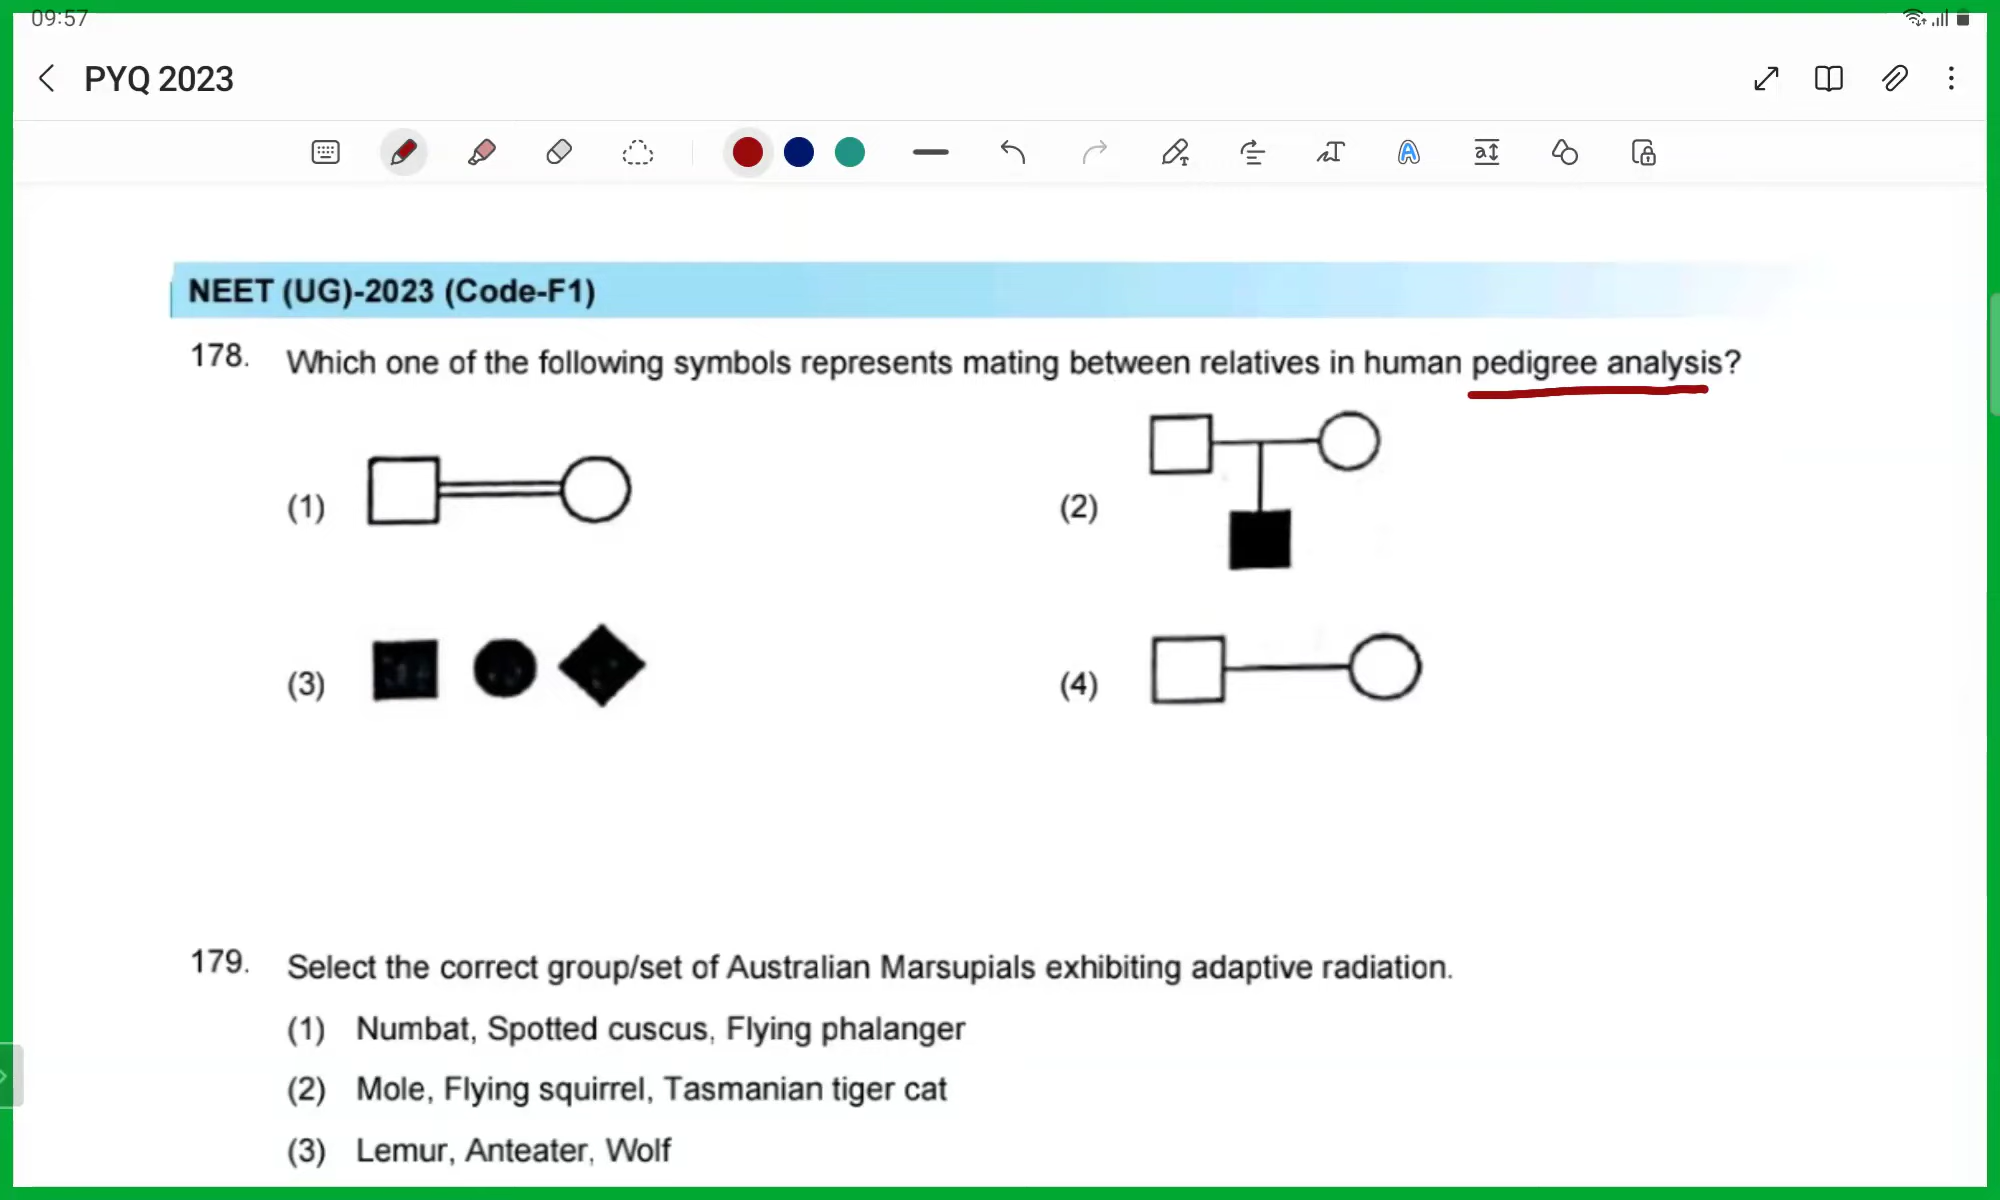 09:57
PYQ 2023
NEET (UG)-2023 (Code-F1)
178. Which one of the following symbols represents mating between relatives in human pedigree analysis?
(1)
(2)
(3)
(4)
179. Select the correct group/set of Australian Marsupials exhibiting adaptive radiation.
(1) Numbat, Spotted cuscus, Flying phalanger
(2) Mole, Flying squirrel, Tasmanian tiger cat
(3) Lemur, Anteater, Wolf